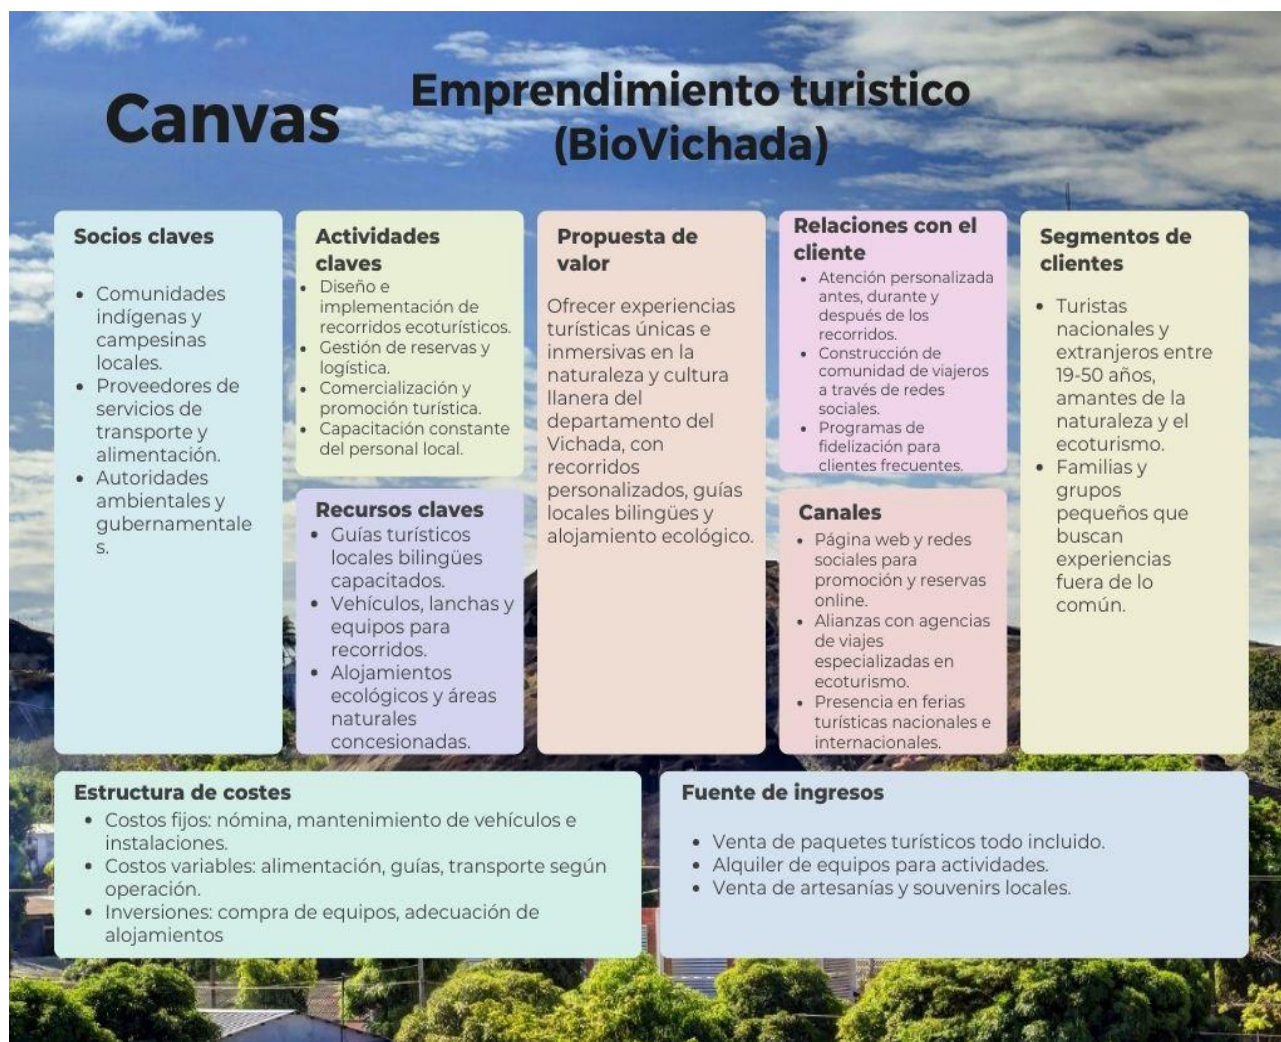 Canvas
Emprendimiento turistico
(BioVichada)
Socios claves
• Comunidades
indígenas y
campesinas
locales.
• Proveedores de
servicios de
transporte y
alimentación.
• Autoridades
ambientales y
gubernamentale
s.
Actividades
claves
• Diseño e
implementación de
recorridos ecoturísticos.
• Gestión de reservas y
logística.
• Comercialización y
promoción turística.
• Capacitación constante
del personal local.
Recursos claves
• Guías turísticos
locales bilingües
capacitados.
• Vehículos, lanchas y
equipos para
recorridos.
• Alojamientos
ecológicos y áreas
naturales
concesionadas.
Propuesta de
valor
Ofrecer experiencias
turísticas únicas e
inmersivas en la
naturaleza y cultura
llanera del
departamento del
Vichada, con
recorridos
personalizados, guías
locales bilingües y
alojamiento ecológico.
Relaciones con el
cliente
• Atención personalizada
antes, durante y
después de los
recorridos.
• Construcción de
comunidad de viajeros
a través de redes
sociales.
• Programas de
fidelización para
clientes frecuentes.
Canales
• Página web y redes
sociales para
promoción y reservas
online.
• Alianzas con agencias
de viajes
especializadas en
ecoturismo.
• Presencia en ferias
turísticas nacionales e
internacionales.
Segmentos de
clientes
• Turistas
nacionales y
extranjeros entre
19-50 años,
amantes de la
naturaleza y el
ecoturismo.
• Familias y
grupos
pequeños que
buscan
experiencias
fuera de lo
común.
Estructura de costes
• Costos fijos: nómina, mantenimiento de vehículos e
instalaciones.
• Costos variables: alimentación, guías, transporte según
operación.
• Inversiones: compra de equipos, adecuación de
alojamientos
Fuente de ingresos
• Venta de paquetes turísticos todo incluido.
• Alquiler de equipos para actividades.
• Venta de artesanías y souvenirs locales.